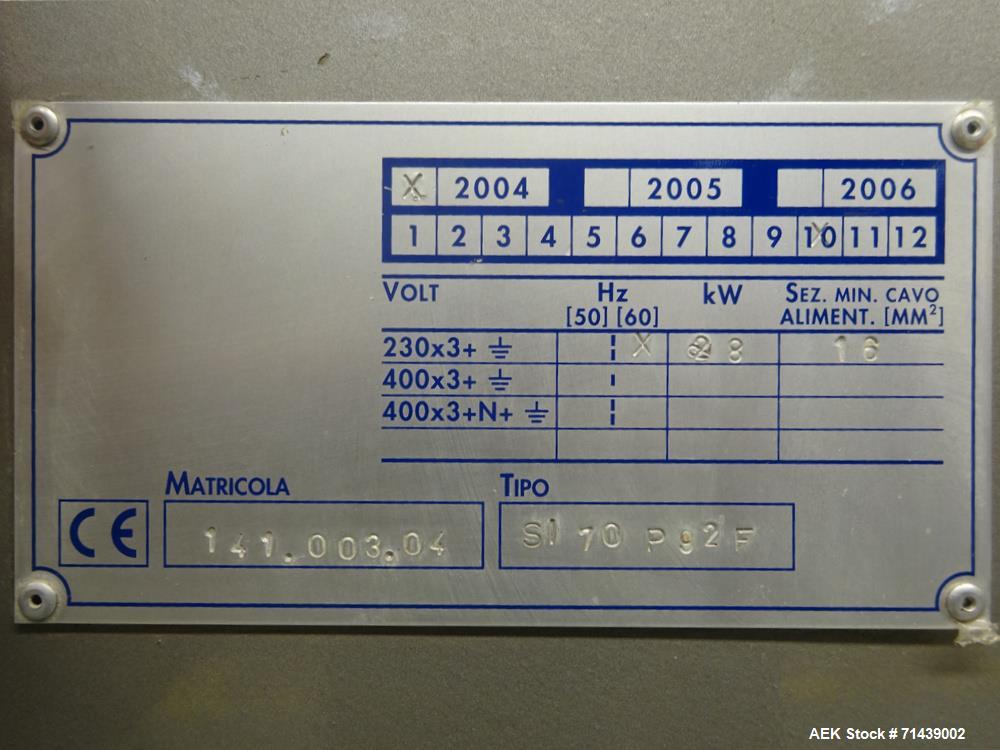 X 2004 2005 2006
1 2 3 4 5 6 7 8 9 10 11 12
VOLT Hz kW SEZ. MIN. CAVO
[50] [60] ALIMENT. [MM²]
230x3+ X 28 16
400x3+
400x3+N+
MATRICOLA TIPO
CE 141.003.04 SI 70 P92F
AEK Stock # 71439002